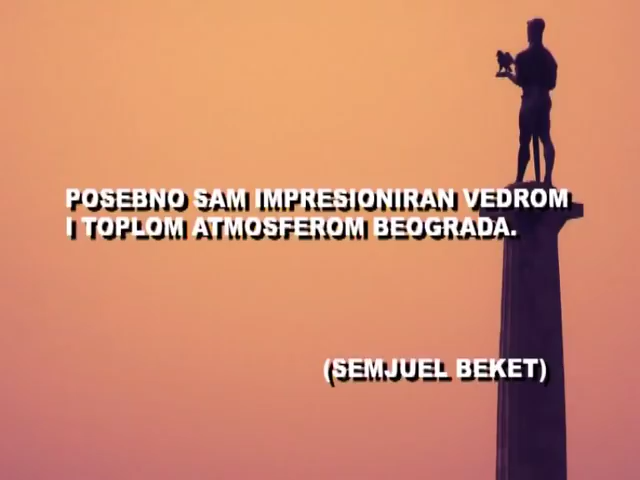 POSEBNO SAM IMPRESIONIRAN VEDROM
I TOPLOM ATMOSFEROM BEOGRADA.
(SEMJUEL BEKET)